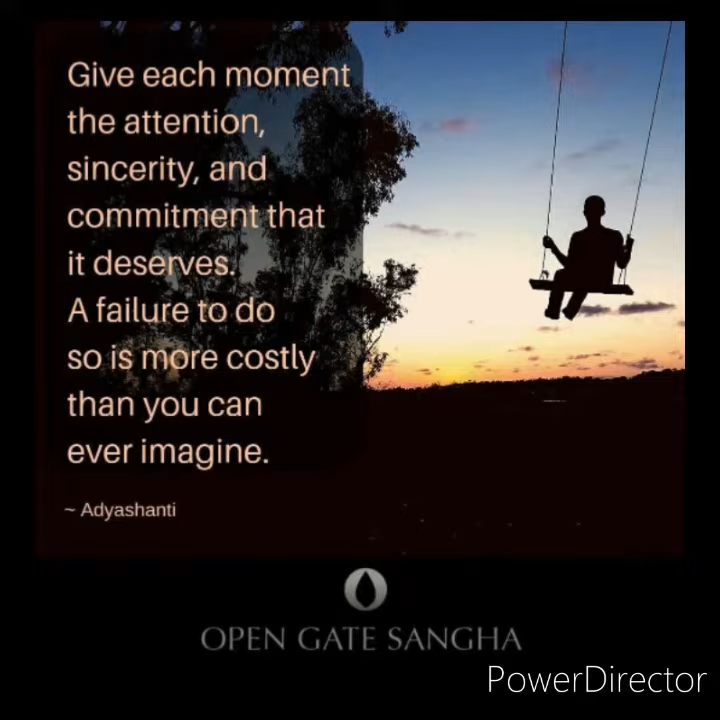 Give each moment
the attention,
sincerity, and
commitment that
it deserves.
A failure to do
so is more costly
than you can
ever imagine.
~ Adyashanti
OPEN GATE SANGHA
PowerDirector